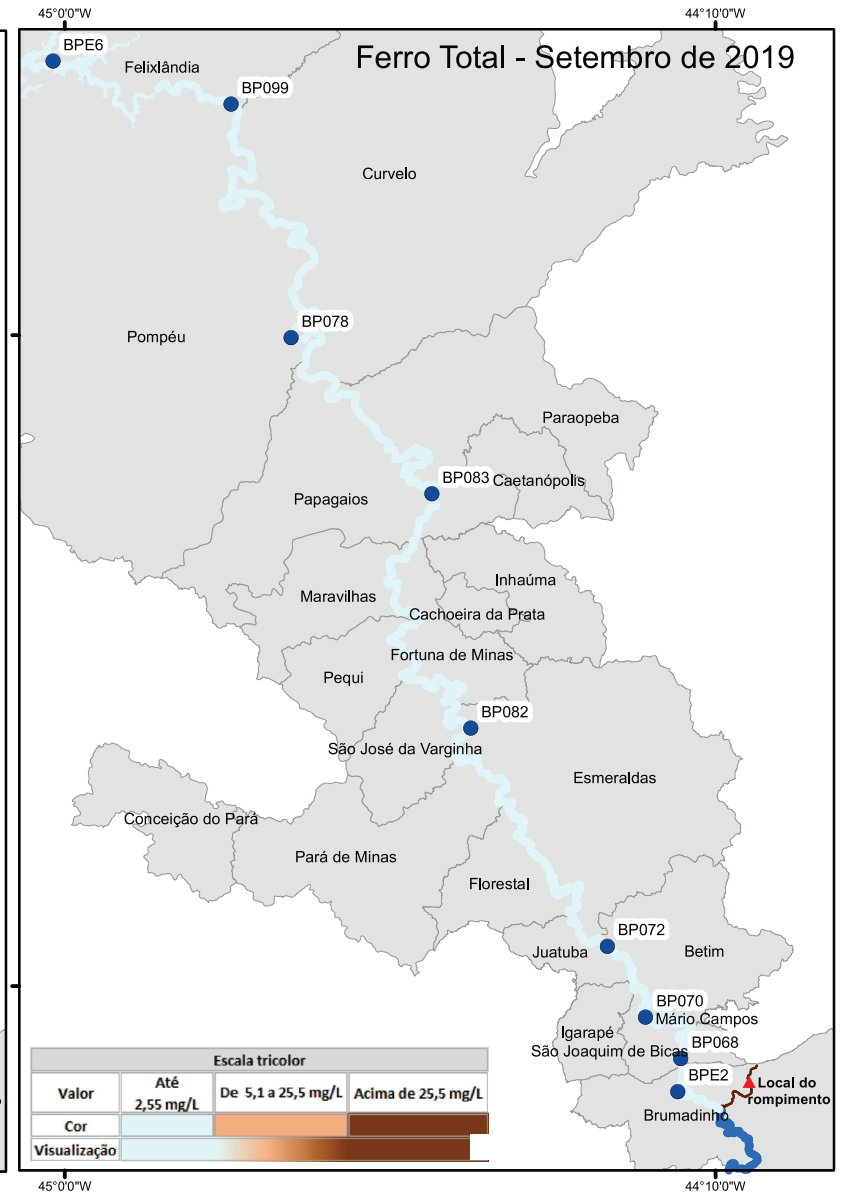 45°0'0"W
44°10'0"W
Ferro Total - Setembro de 2019
BPE6
Felixlândia
BP099
Curvelo
BP078
Pompéu
Paraopeba
BP083
Caetanópolis
Papagaios
Inhaúma
Maravilhas
Cachoeira da Prata
Fortuna de Minas
Pequi
BP082
São José da Varginha
Esmeraldas
Conceição do Pará
Pará de Minas
Florestal
BP072
Juatuba
Betim
BP070
Mário Campos
Igarapé
BP068
São Joaquim de Bicas
BPE2
Local do
rompimento
Brumadinho
Escala tricolor
Valor
Até
2,55 mg/L
De 5,1 a 25,5 mg/L
Acima de 25,5 mg/L
Cor
Visualização
45°0'0"W
44°10'0"W